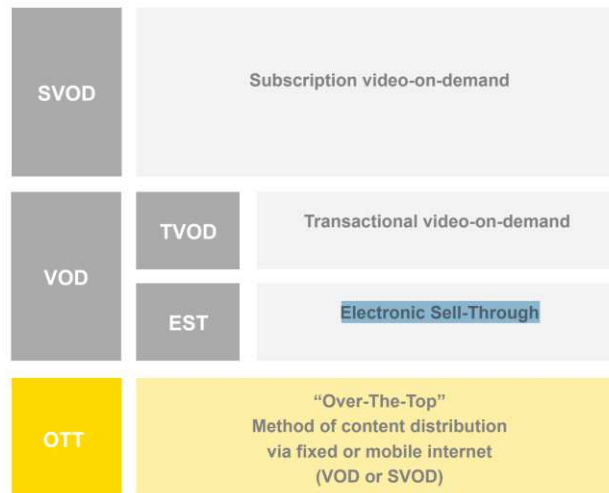 SVOD
Subscription video-on-demand
VOD
TVOD
Transactional video-on-demand
EST
Electronic Sell-Through
OTT
“Over-The-Top”
Method of content distribution
via fixed or mobile internet
(VOD or SVOD)